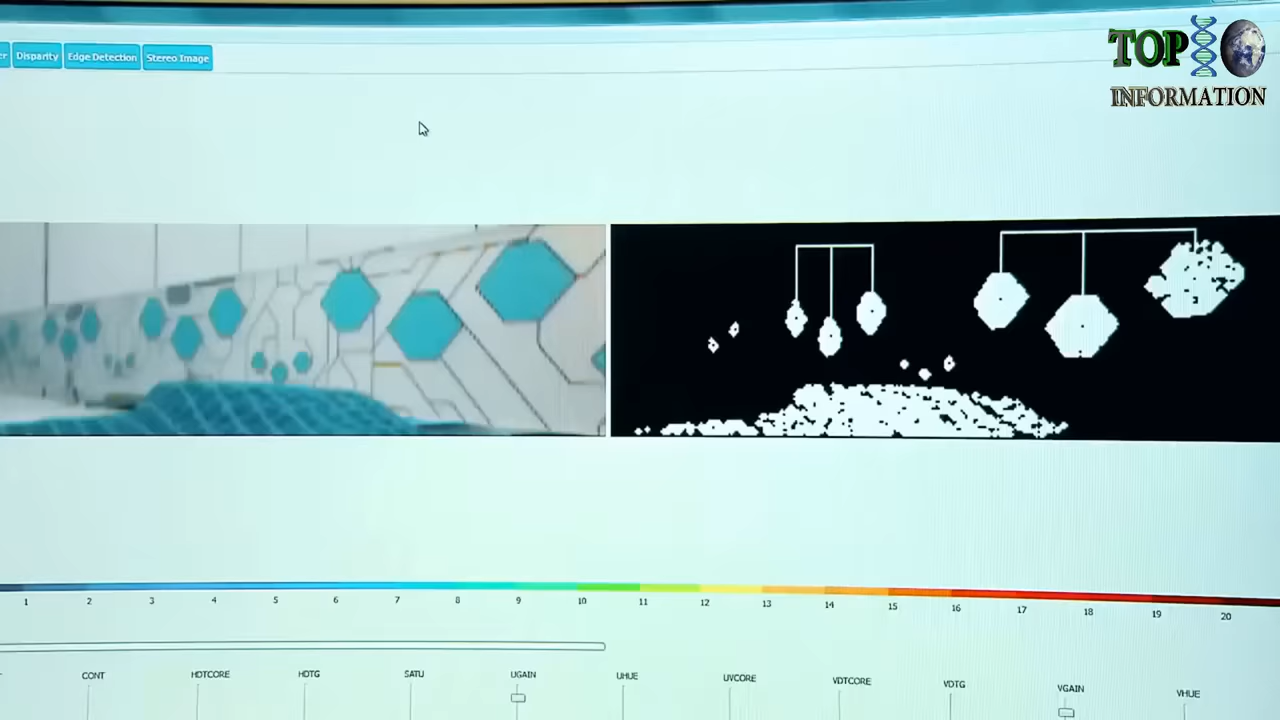 TOP
INFORMATION
er Disparity Edge Detection Stereo Image
1 2 3 4 5 6 7 8 9 10 11 12 13 14 15 16 17 18 19 20
CONT HDTCORE HDTG SATU UGAIN UHUE UVCORE VDTCORE VDTG VGAIN VHUE